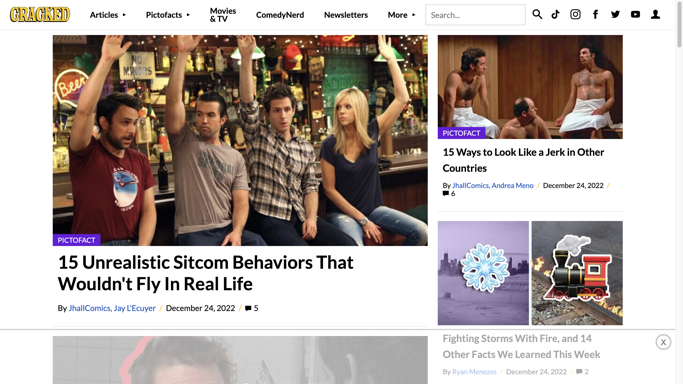 CRACKED
Articles
Pictofacts
Movies
& TV
ComedyNerd
Newsletters
More
Search...
NO
MINORS
Beer
PICTOFACT
15 Unrealistic Sitcom Behaviors That
Wouldn't Fly In Real Life
By JhallComics, Jay L'Ecuyer / December 24, 2022 / 5
PICTOFACT
15 Ways to Look Like a Jerk in Other
Countries
By JhallComics, Andrea Meno / December 24, 2022 /
6
Fighting Storms With Fire, and 14
Other Facts We Learned This Week
By Ryan Menezes / December 24, 2022 / 2
X